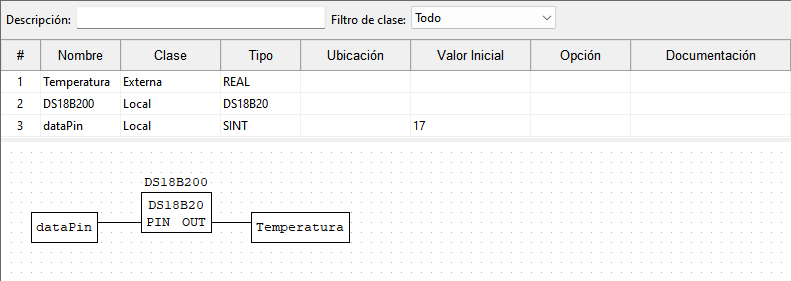 Descripción: Filtro de clase: Todo
# Nombre Clase Tipo Ubicación Valor Inicial Opción Documentación
1 Temperatura Externa REAL
2 DS18B200 Local DS18B20
3 dataPin Local SINT 17
DS18B200
DS18B20
PIN OUT
dataPin Temperatura